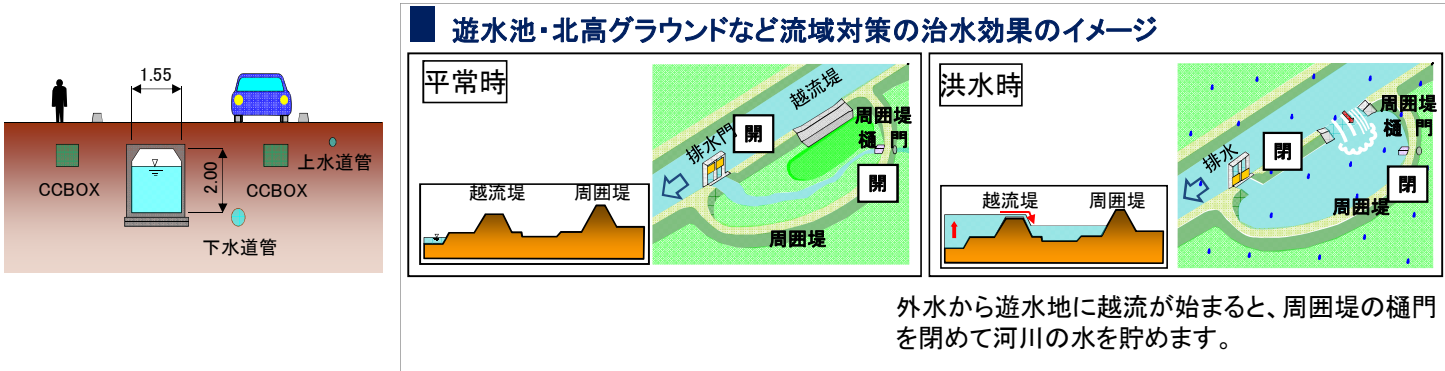 1.55
2.00
CCBOX
CCBOX
上水道管
下水道管
遊水池・北高グラウンドなど流域対策の治水効果のイメージ
平常時
越流堤
周囲堤
樋 門
排水門
開
開
越流堤
周囲堤
周囲堤
洪水時
周囲堤
樋 門
排水
閉
閉
越流堤
周囲堤
周囲堤
外水から遊水地に越流が始まると、周囲堤の樋門
を閉めて河川の水を貯めます。